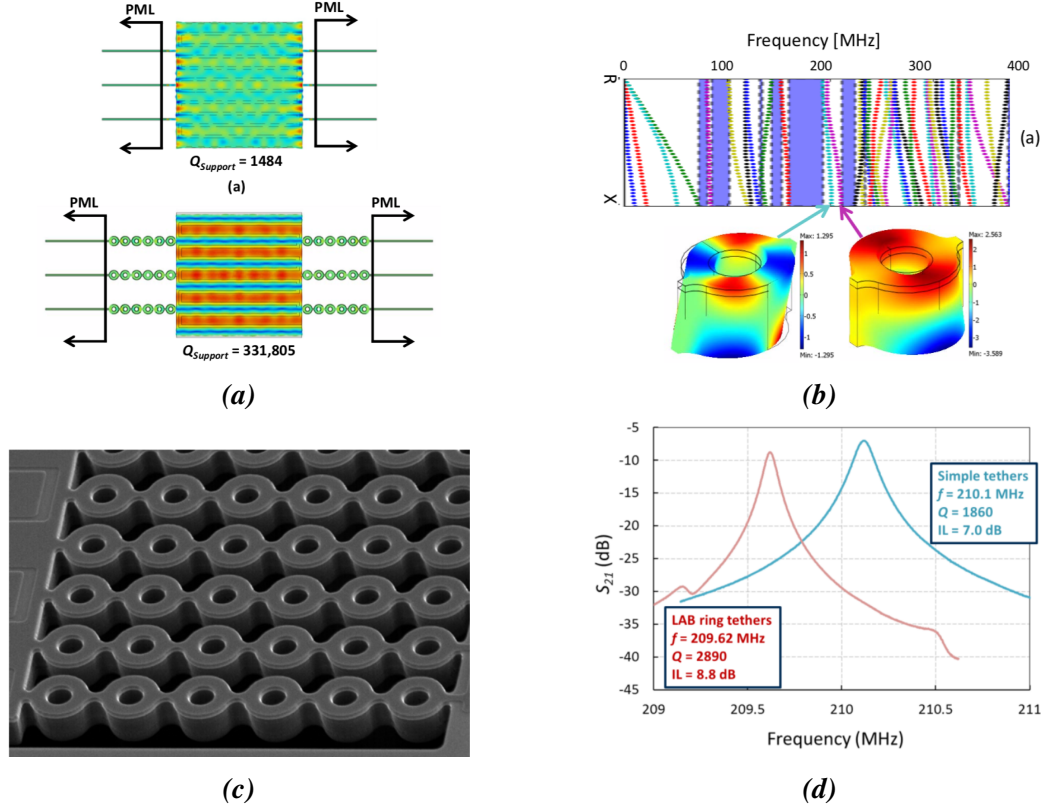 PML
PML
Q_Support = 1484
(a)
PML
PML
Q_Support = 331,805
(a)
Frequency [MHz]
0
100
200
300
400
R
X
(a)
Max: 1.295
1
0.5
0
-0.5
-1
Min: -1.295
Max: 2.563
2
1
0
-1
-2
-3
Min: -3.589
(b)
(c)
-5
-10
-15
-20
-25
-30
-35
-40
-45
S21 (dB)
Simple tethers
f = 210.1 MHz
Q = 1860
IL = 7.0 dB
LAB ring tethers
f = 209.62 MHz
Q = 2890
IL = 8.8 dB
209
209.5
210
210.5
211
Frequency (MHz)
(d)